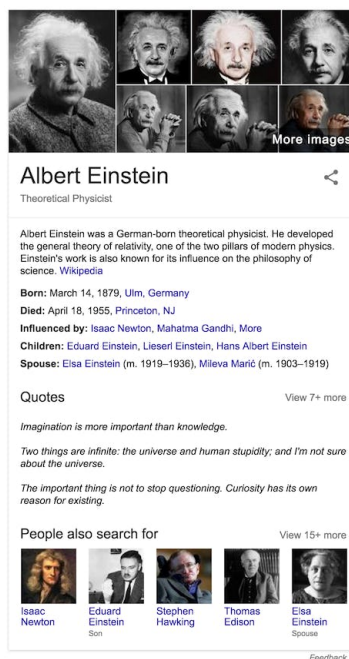 More images
Albert Einstein
Theoretical Physicist
Albert Einstein was a German-born theoretical physicist. He developed
the general theory of relativity, one of the two pillars of modern physics.
Einstein's work is also known for its influence on the philosophy of
science. Wikipedia
Born: March 14, 1879, Ulm, Germany
Died: April 18, 1955, Princeton, NJ
Influenced by: Isaac Newton, Mahatma Gandhi, More
Children: Eduard Einstein, Lieserl Einstein, Hans Albert Einstein
Spouse: Elsa Einstein (m. 1919–1936), Mileva Marić (m. 1903–1919)
Quotes View 7+ more
Imagination is more important than knowledge.
Two things are infinite: the universe and human stupidity; and I'm not sure
about the universe.
The important thing is not to stop questioning. Curiosity has its own
reason for existing.
People also search for View 15+ more
Isaac Eduard Stephen Thomas Elsa
Newton Einstein Hawking Edison Einstein
Son Spouse
Feedback